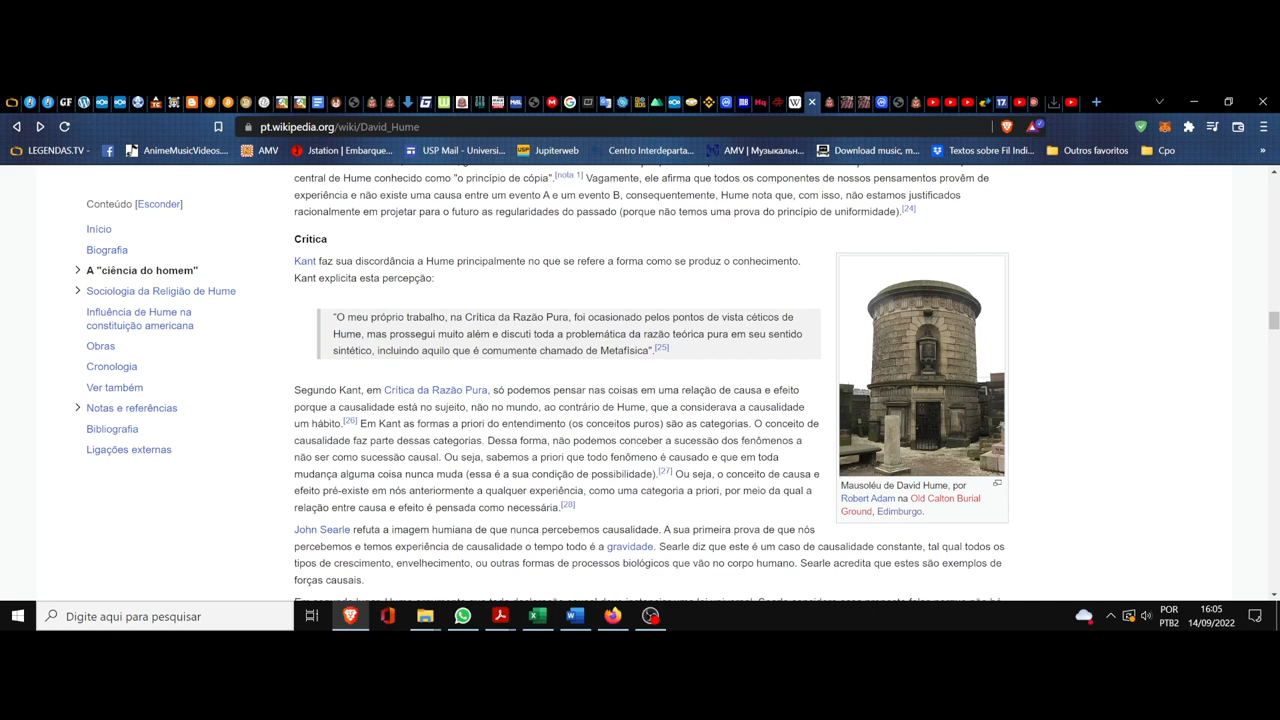 pt.wikipedia.org/wiki/David_Hume
LEGENDAS.TV -
AnimeMusicVideos....
AMV
Jstation | Embarque...
USP Mail - Universi...
Jupiterweb
Centro Interdeparta...
AMV | Музыкальн...
Download music, m...
Textos sobre Fil Indi...
Outros favoritos
Cpo
Conteúdo [Esconder]
Início
Biografia
A "ciência do homem"
Sociologia da Religião de Hume
Influência de Hume na
constituição americana
Obras
Cronologia
Ver também
Notas e referências
Bibliografia
Ligações externas
central de Hume conhecido como "o princípio de cópia".[nota 1] Vagamente, ele afirma que todos os componentes de nossos pensamentos provêm de
experiência e não existe uma causa entre um evento A e um evento B, consequentemente, Hume nota que, com isso, não estamos justificados
racionalmente em projetar para o futuro as regularidades do passado (porque não temos uma prova do princípio de uniformidade).[24]
Crítica
Kant faz sua discordância a Hume principalmente no que se refere a forma como se produz o conhecimento.
Kant explicita esta percepção:
“O meu próprio trabalho, na Crítica da Razão Pura, foi ocasionado pelos pontos de vista céticos de
Hume, mas prossegui muito além e discuti toda a problemática da razão teórica pura em seu sentido
sintético, incluindo aquilo que é comumente chamado de Metafísica”.[25]
Segundo Kant, em Crítica da Razão Pura, só podemos pensar nas coisas em uma relação de causa e efeito
porque a causalidade está no sujeito, não no mundo, ao contrário de Hume, que a considerava a causalidade
um hábito.[26] Em Kant as formas a priori do entendimento (os conceitos puros) são as categorias. O conceito de
causalidade faz parte dessas categorias. Dessa forma, não podemos conceber a sucessão dos fenômenos a
não ser como sucessão causal. Ou seja, sabemos a priori que todo fenômeno é causado e que em toda
mudança alguma coisa nunca muda (essa é a sua condição de possibilidade).[27] Ou seja, o conceito de causa e
efeito pré-existe em nós anteriormente a qualquer experiência, como uma categoria a priori, por meio da qual a
relação entre causa e efeito é pensada como necessária.[28]
Mausoléu de David Hume, por
Robert Adam na Old Calton Burial
Ground, Edimburgo.
John Searle refuta a imagem humiana de que nunca percebemos causalidade. A sua primeira prova de que nós
percebemos e temos experiência de causalidade o tempo todo é a gravidade. Searle diz que este é um caso de causalidade constante, tal qual todos os
tipos de crescimento, envelhecimento, ou outras formas de processos biológicos que vão no corpo humano. Searle acredita que estes são exemplos de
forças causais.
Digite aqui para pesquisar
POR
PTB2
16:05
14/09/2022